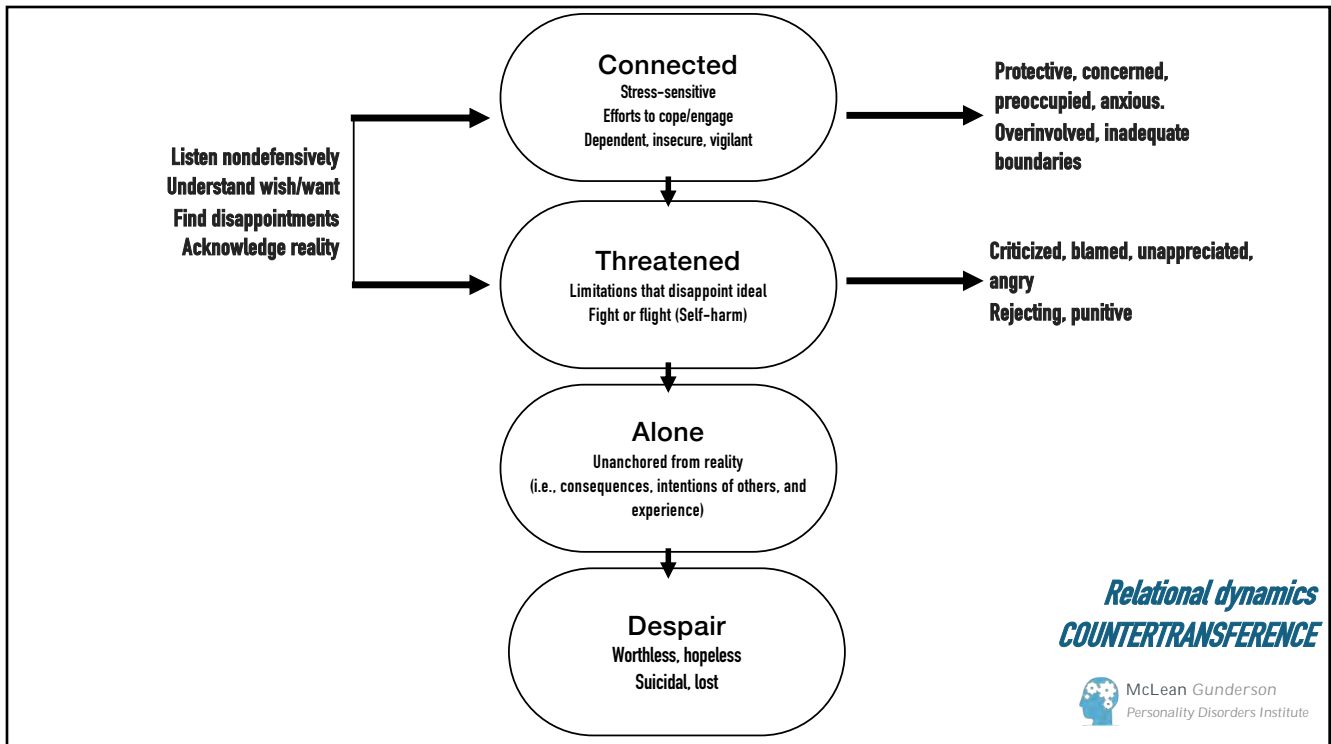 Connected
Stress-sensitive
Efforts to cope/engage
Dependent, insecure, vigilant
Protective, concerned,
preoccupied, anxious.
Overinvolved, inadequate
boundaries
Listen nondefensively
Understand wish/want
Find disappointments
Acknowledge reality
Threatened
Limitations that disappoint ideal
Fight or flight (Self-harm)
Criticized, blamed, unappreciated,
angry
Rejecting, punitive
Alone
Unanchored from reality
(i.e., consequences, intentions of others, and
experience)
Despair
Worthless, hopeless
Suicidal, lost
Relational dynamics
COUNTERTRANSFERENCE
McLean Gunderson
Personality Disorders Institute